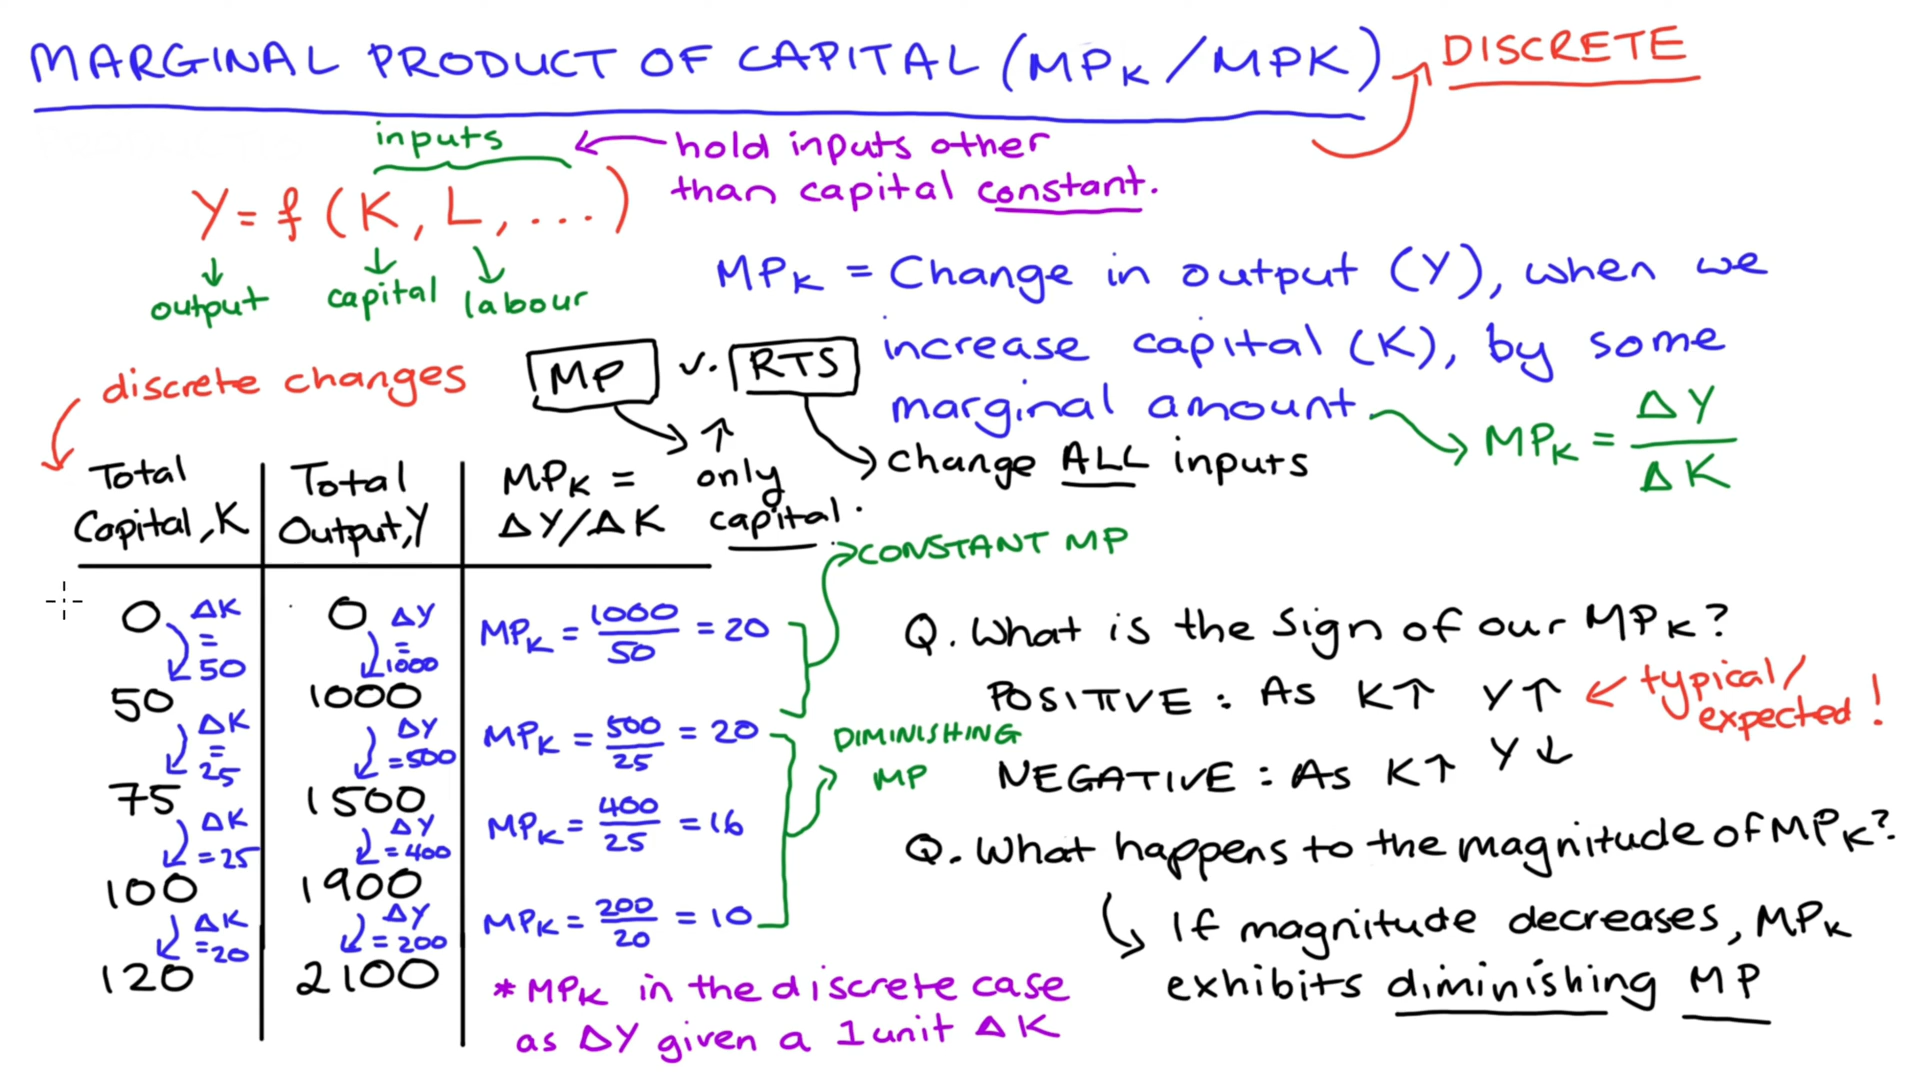 MARGINAL PRODUCT OF CAPITAL (MPK / MPK)
DISCRETE
inputs
hold inputs other
than capital constant.
Y = f (K, L, ...)
output
capital
labour
MPK = Change in output (Y), when we
increase capital (K), by some
marginal amount
MPK = ΔY
ΔK
MP v. RTS
↑
only
capital.
change ALL inputs
discrete changes
Total
Capital, K
Total
Output, Y
MPK =
ΔY/ΔK
0
ΔK
=
50
0
ΔY
=
1000
MPK = 1000
50
= 20
CONSTANT MP
50
ΔK
=
25
1000
ΔY
=500
MPK = 500
25
= 20
DIMINISHING
MP
75
ΔK
=25
1500
ΔY
=400
MPK = 400
25
= 16
100
ΔK
=20
1900
ΔY
=200
MPK = 200
20
= 10
120
2100
* MPK in the discrete case
as ΔY given a 1 unit ΔK
Q. What is the sign of our MPK?
POSITIVE : As K↑ Y↑
typical/
expected!
NEGATIVE : As K↑ Y↓
Q. What happens to the magnitude of MPK?
If magnitude decreases, MPK
exhibits diminishing MP